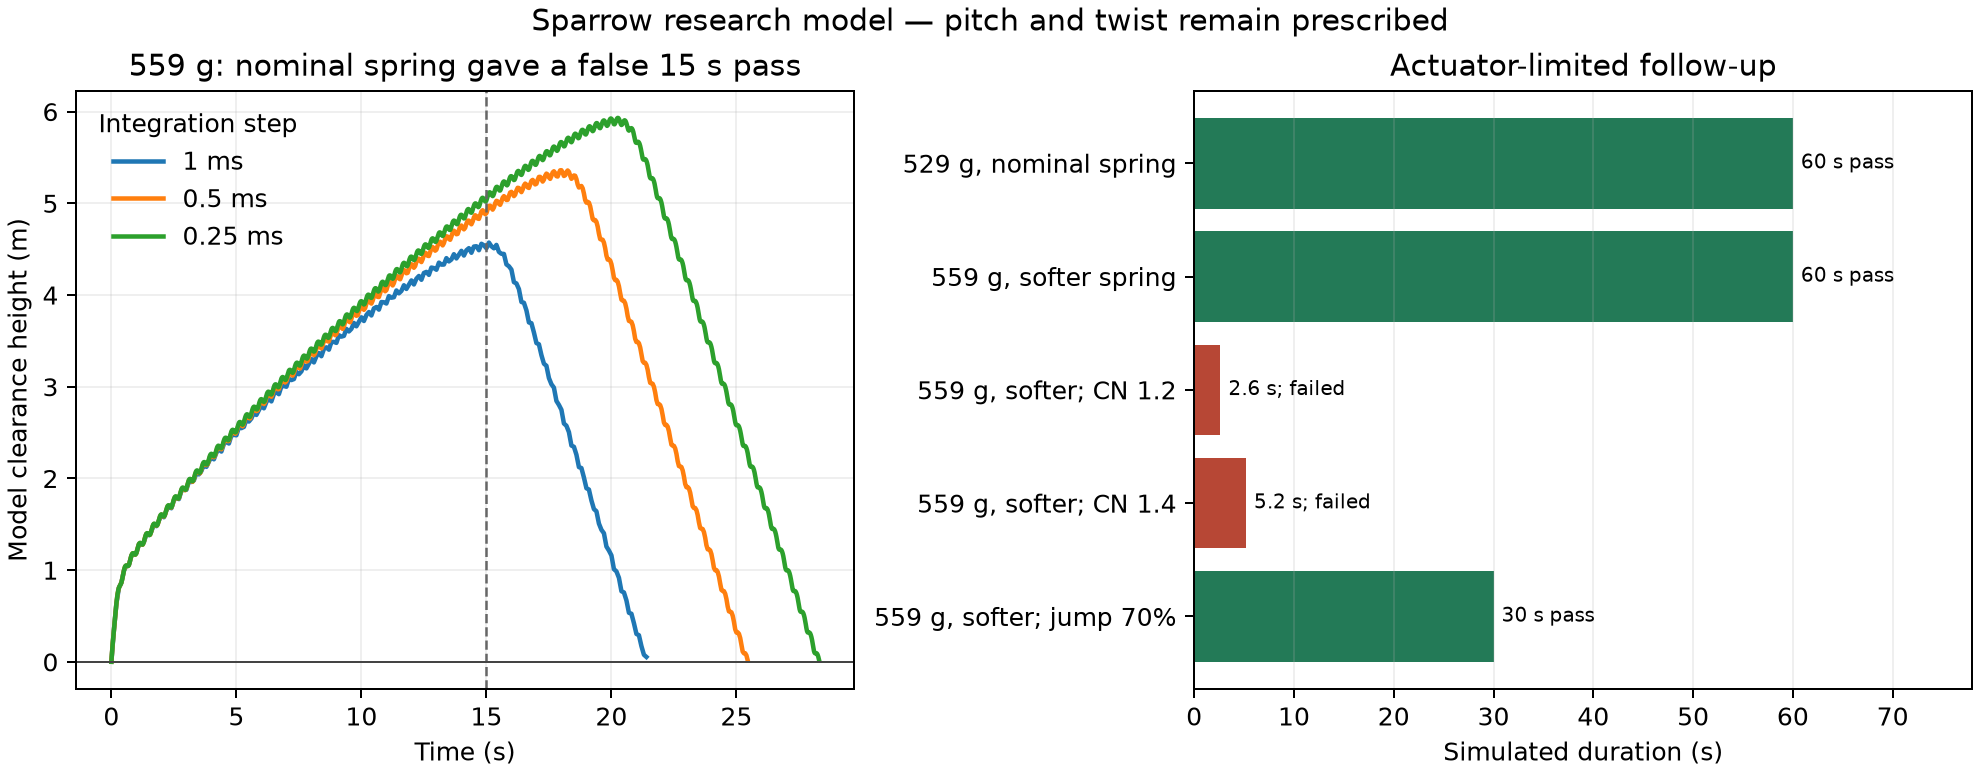 Sparrow research model — pitch and twist remain prescribed
559 g: nominal spring gave a false 15 s pass
Integration step
1 ms
0.5 ms
0.25 ms
Model clearance height (m)
6
5
4
3
2
1
0
0 5 10 15 20 25
Time (s)
Actuator-limited follow-up
529 g, nominal spring
60 s pass
559 g, softer spring
60 s pass
559 g, softer; CN 1.2
2.6 s; failed
559 g, softer; CN 1.4
5.2 s; failed
559 g, softer; jump 70%
30 s pass
0 10 20 30 40 50 60 70
Simulated duration (s)